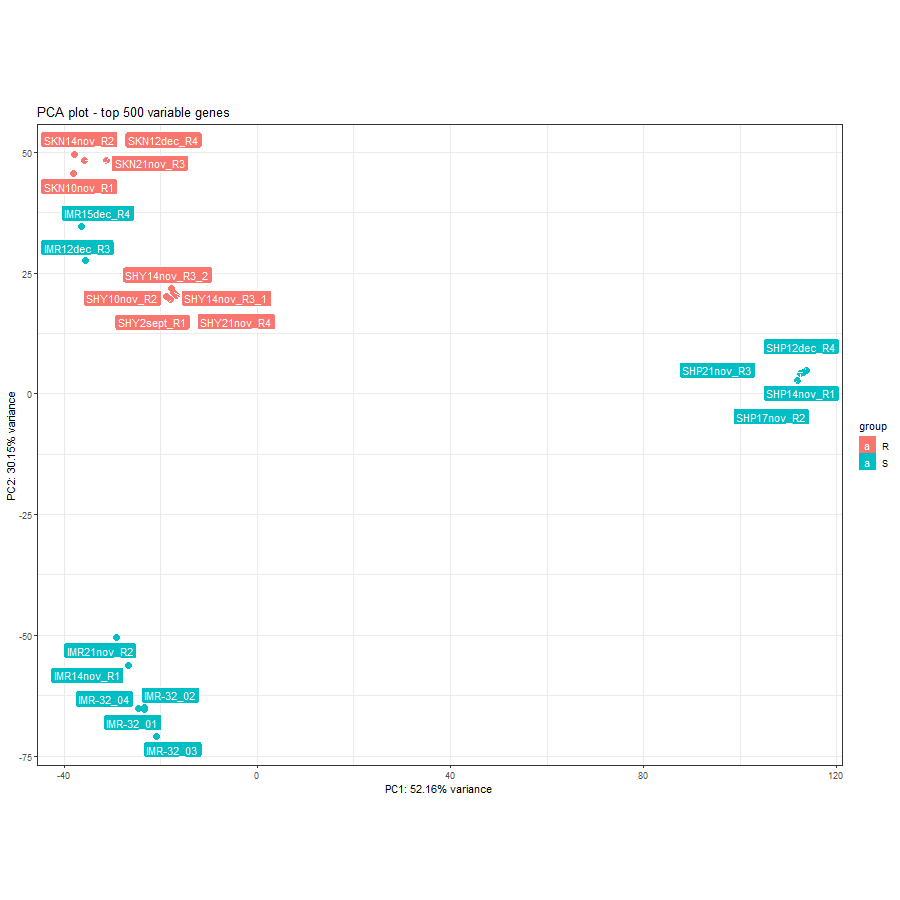 PCA plot - top 500 variable genes
SKN14nov_R2
SKN12dec_R4
SKN21nov_R3
SKN10nov_R1
IMR15dec_R4
IMR12dec_R3
SHY14nov_R3_2
SHY10nov_R2
SHY14nov_R3_1
SHY2sept_R1
SHY21nov_R4
SHP12dec_R4
SHP21nov_R3
SHP14nov_R1
SHP17nov_R2
IMR21nov_R2
IMR14nov_R1
IMR-32_04
IMR-32_02
IMR-32_01
IMR-32_03
50
25
0
-25
-50
-75
PC2: 30.15% variance
-40
0
40
80
120
PC1: 52.16% variance
group
a R
a S